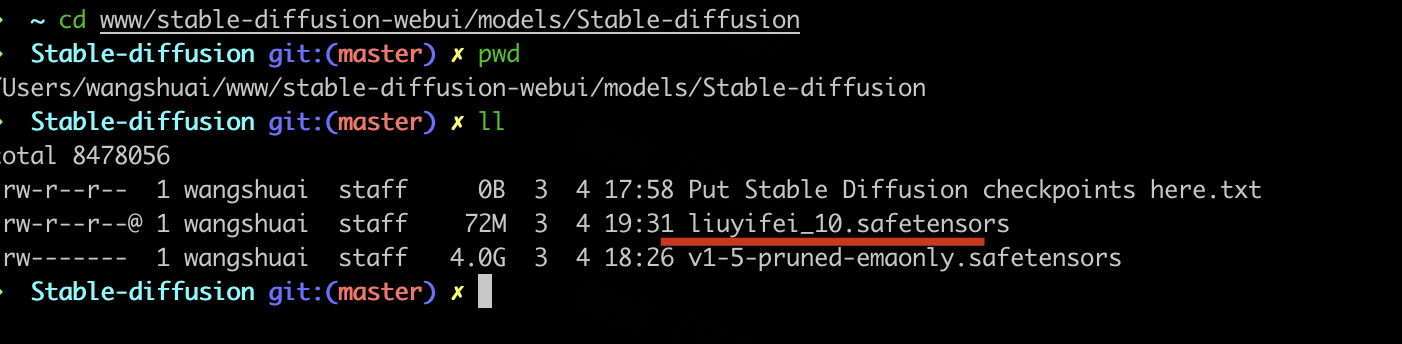 ~ cd www/stable-diffusion-webui/models/Stable-diffusion
Stable-diffusion git:(master) ✗ pwd
/Users/wangshuai/www/stable-diffusion-webui/models/Stable-diffusion
Stable-diffusion git:(master) ✗ ll
otal 8478056
rw-r--r-- 1 wangshuai staff 0B 3 4 17:58 Put Stable Diffusion checkpoints here.txt
rw-r--r--@ 1 wangshuai staff 72M 3 4 19:31 liuyifei_10.safetensors
rw------- 1 wangshuai staff 4.0G 3 4 18:26 v1-5-pruned-emaonly.safetensors
Stable-diffusion git:(master) ✗